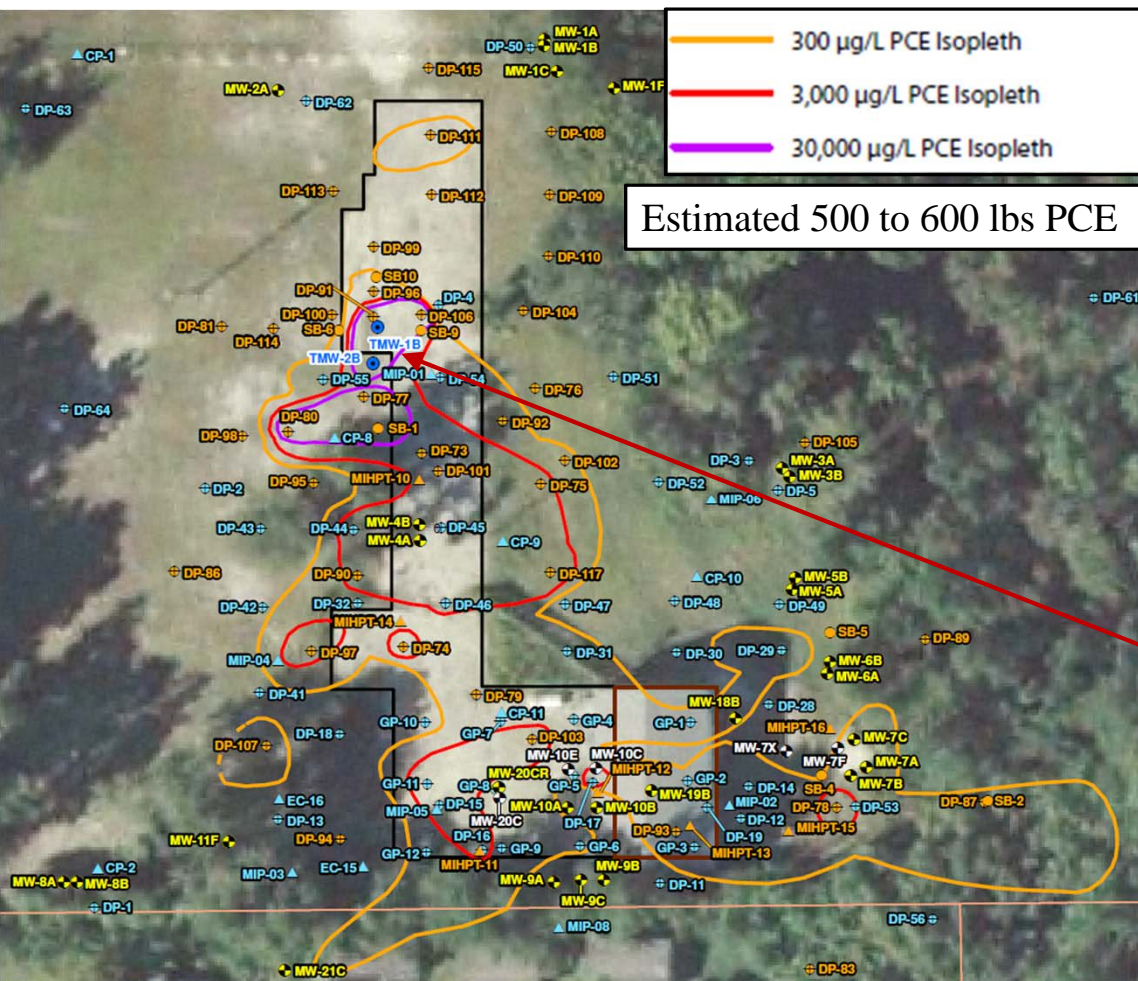 300 µg/L PCE Isopleth
3,000 µg/L PCE Isopleth
30,000 µg/L PCE Isopleth
Estimated 500 to 600 lbs PCE
CP-1
DP-50
MW-1A
MW-1B
MW-1C
DP-115
MW-2A
MW-1F
DP-62
DP-63
DP-111
DP-108
DP-113
DP-112
DP-109
DP-99
DP-110
SB10
DP-91
DP-96
DP-4
DP-61
DP-100
DP-106
DP-104
DP-81
DP-114
SB-6
SB-9
TMW-1B
TMW-2B
DP-55
MIP-01
DP-54
DP-51
DP-76
DP-77
DP-64
DP-80
DP-92
SB-1
DP-98
CP-8
DP-105
DP-73
DP-102
DP-3
MW-3A
MW-3B
DP-101
MIHPT-10
DP-95
DP-75
DP-52
DP-5
DP-2
MIP-06
DP-43
DP-44
MW-4B
DP-45
MW-4A
CP-9
DP-86
DP-90
DP-117
CP-10
MW-5B
MW-5A
DP-42
DP-32
DP-46
DP-47
DP-48
DP-49
MIHPT-14
SB-5
DP-89
DP-97
DP-74
DP-31
DP-30
DP-29
MIP-04
MW-6B
MW-6A
DP-41
DP-79
DP-28
CP-11
GP-10
GP-7
GP-4
GP-1
MW-18B
DP-18
MIHPT-16
DP-107
DP-103
MW-7C
MW-7X
MW-7F
MW-10E
MW-10C
MIHPT-12
MW-7A
MW-7B
MW-20CR
GP-11
GP-8
GP-5
GP-2
DP-14
SB-4
MW-19B
EC-16
MIP-05
DP-15
MW-20C
MW-10A
MW-10B
MIP-02
DP-78
DP-53
DP-87
SB-2
DP-13
DP-17
DP-12
DP-16
DP-93
DP-19
MIHPT-15
MW-11F
DP-94
GP-12
GP-9
GP-6
GP-3
MIHPT-13
MIHPT-11
CP-2
MIP-03
EC-15
MW-9B
MW-8A
MW-8B
MW-9A
DP-11
MW-9C
DP-1
DP-56
MIP-08
MW-21C
DP-83